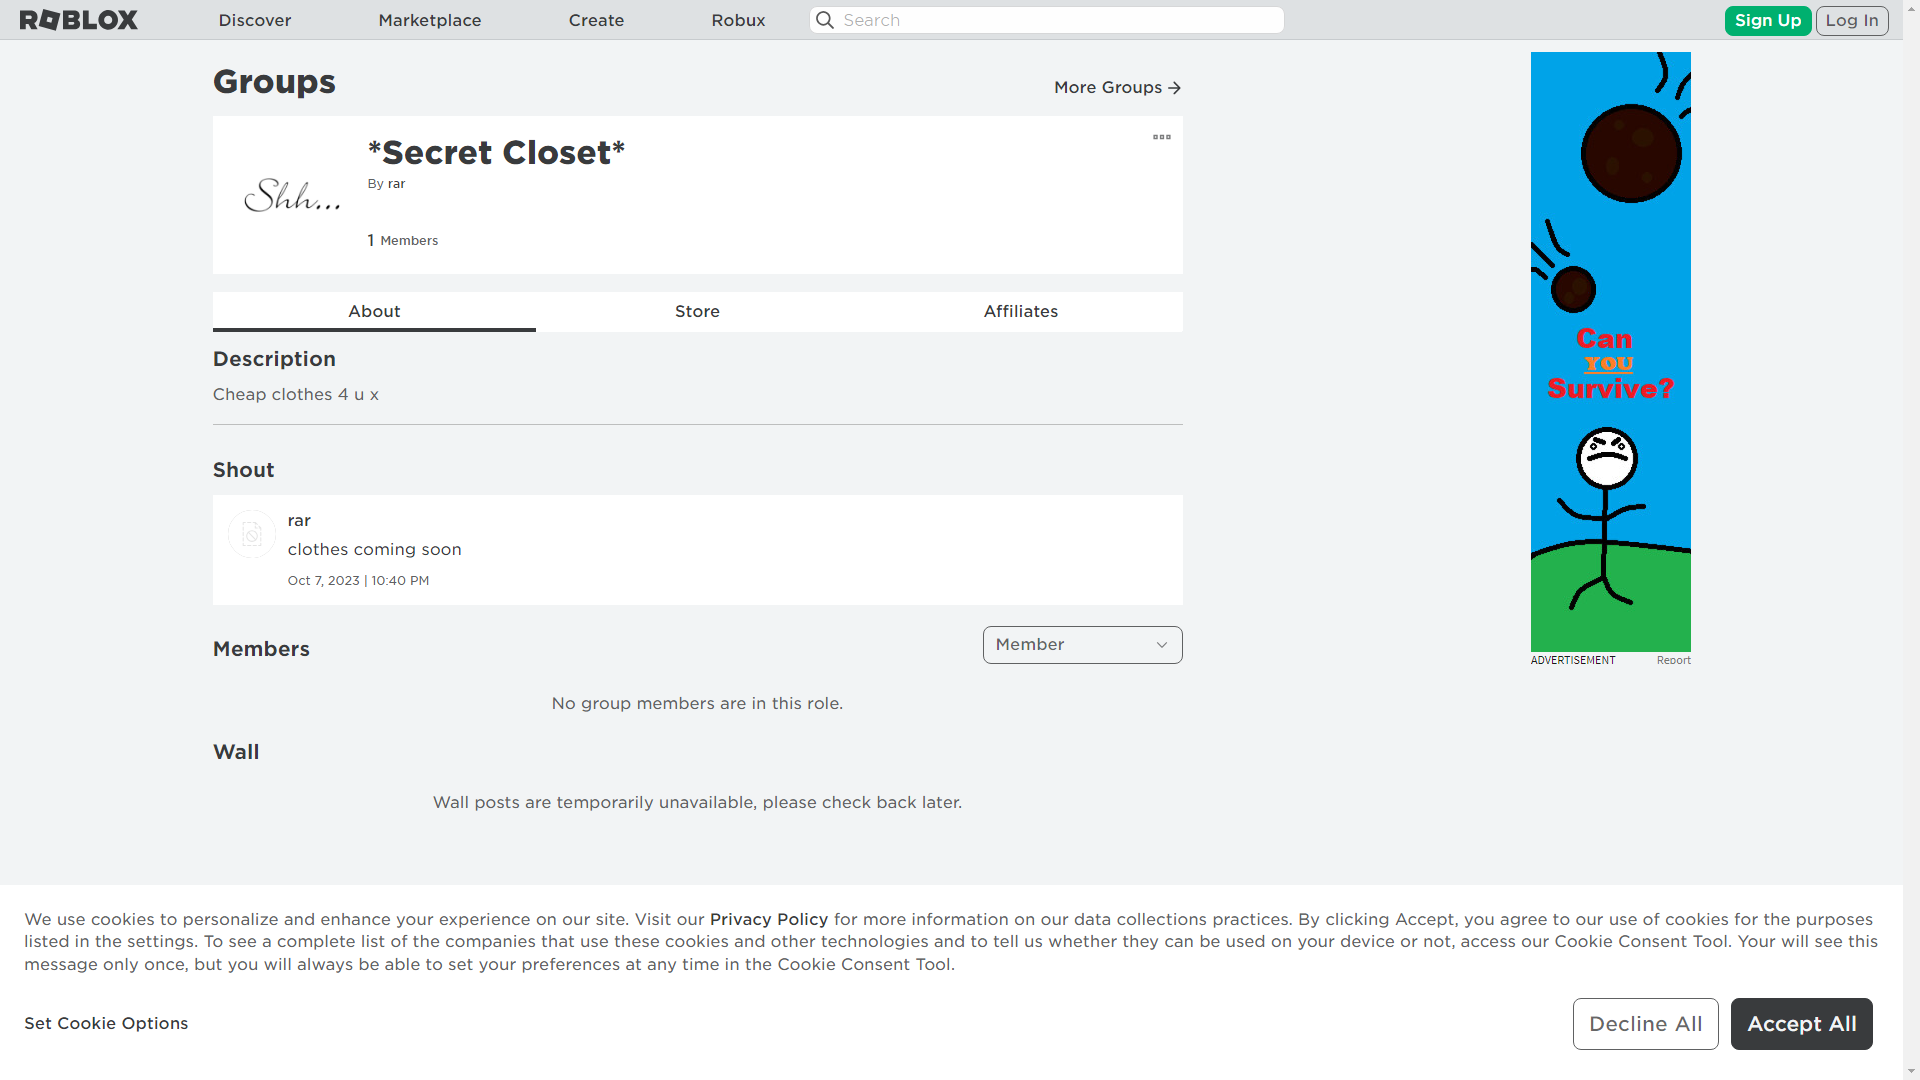 ROBLOX
Discover
Marketplace
Create
Robux
Search
Sign Up
Log In
Groups
More Groups
Shh...
*Secret Closet*
By rar
1 Members
About
Store
Affiliates
Description
Cheap clothes 4 u x
Shout
rar
clothes coming soon
Oct 7, 2023 | 10:40 PM
Members
Member
No group members are in this role.
Wall
Wall posts are temporarily unavailable, please check back later.
Can
YOU
Survive?
ADVERTISEMENT
Report
We use cookies to personalize and enhance your experience on our site. Visit our Privacy Policy for more information on our data collections practices. By clicking Accept, you agree to our use of cookies for the purposes
listed in the settings. To see a complete list of the companies that use these cookies and other technologies and to tell us whether they can be used on your device or not, access our Cookie Consent Tool. Your will see this
message only once, but you will always be able to set your preferences at any time in the Cookie Consent Tool.
Set Cookie Options
Decline All
Accept All